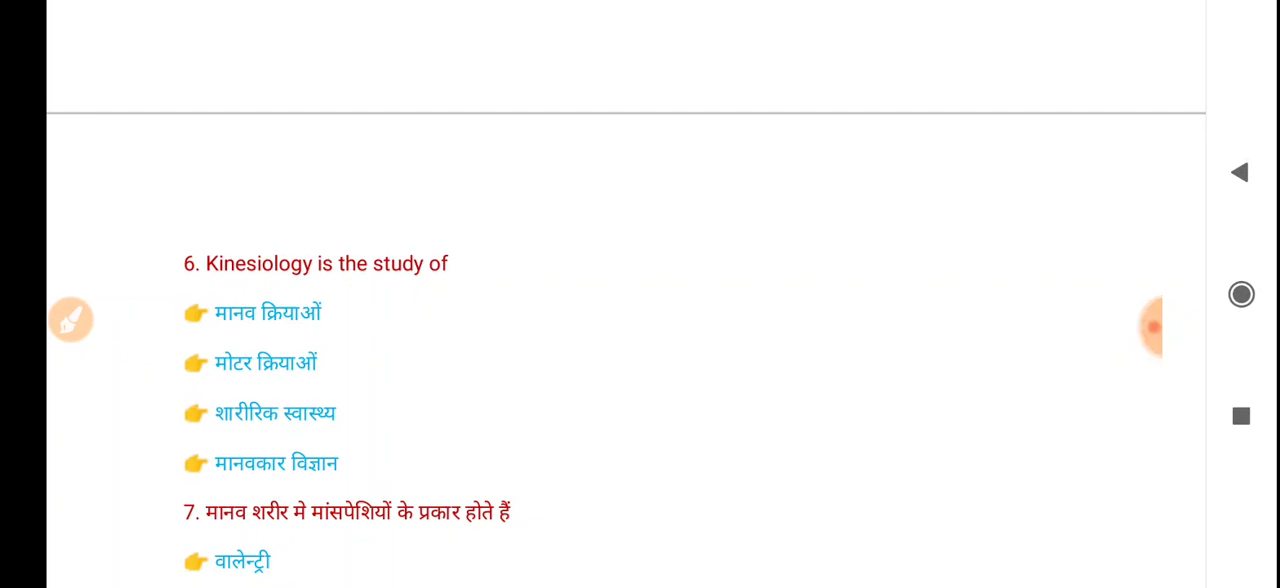 6. Kinesiology is the study of
👉 मानव क्रियाओं
👉 मोटर क्रियाओं
👉 शारीरिक स्वास्थ्य
👉 मानवकार विज्ञान
7. मानव शरीर मे मांसपेशियों के प्रकार होते हैं
👉 वालेन्ट्री